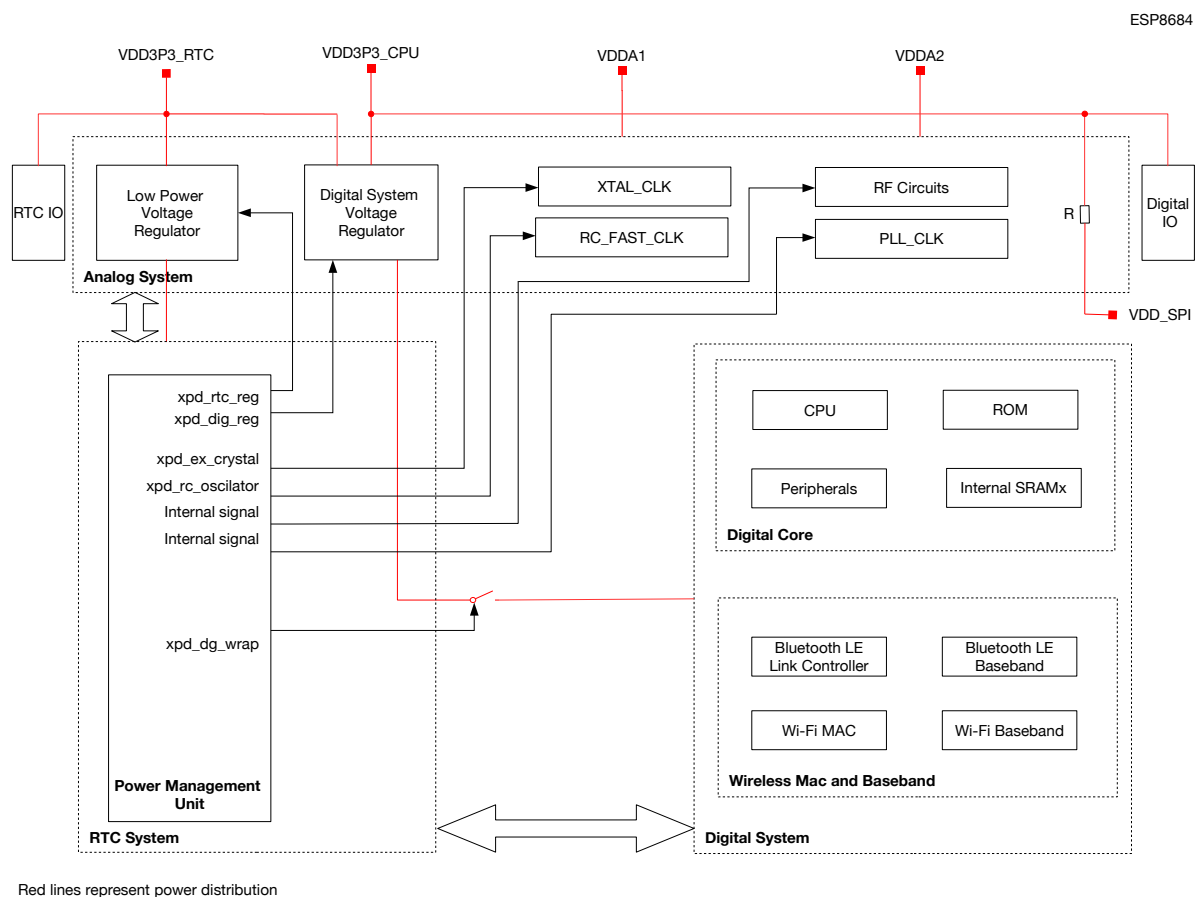 ESP8684
VDD3P3_RTC
VDD3P3_CPU
VDDA1
VDDA2
RTC IO
Low Power
Voltage
Regulator
Digital System
Voltage
Regulator
XTAL_CLK
RC_FAST_CLK
RF Circuits
PLL_CLK
R
Digital
IO
Analog System
VDD_SPI
xpd_rtc_reg
xpd_dig_reg
xpd_ex_crystal
xpd_rc_oscilator
Internal signal
Internal signal
xpd_dg_wrap
Power Management
Unit
RTC System
CPU
ROM
Peripherals
Internal SRAMx
Digital Core
Bluetooth LE
Link Controller
Bluetooth LE
Baseband
Wi-Fi MAC
Wi-Fi Baseband
Wireless Mac and Baseband
Digital System
Red lines represent power distribution